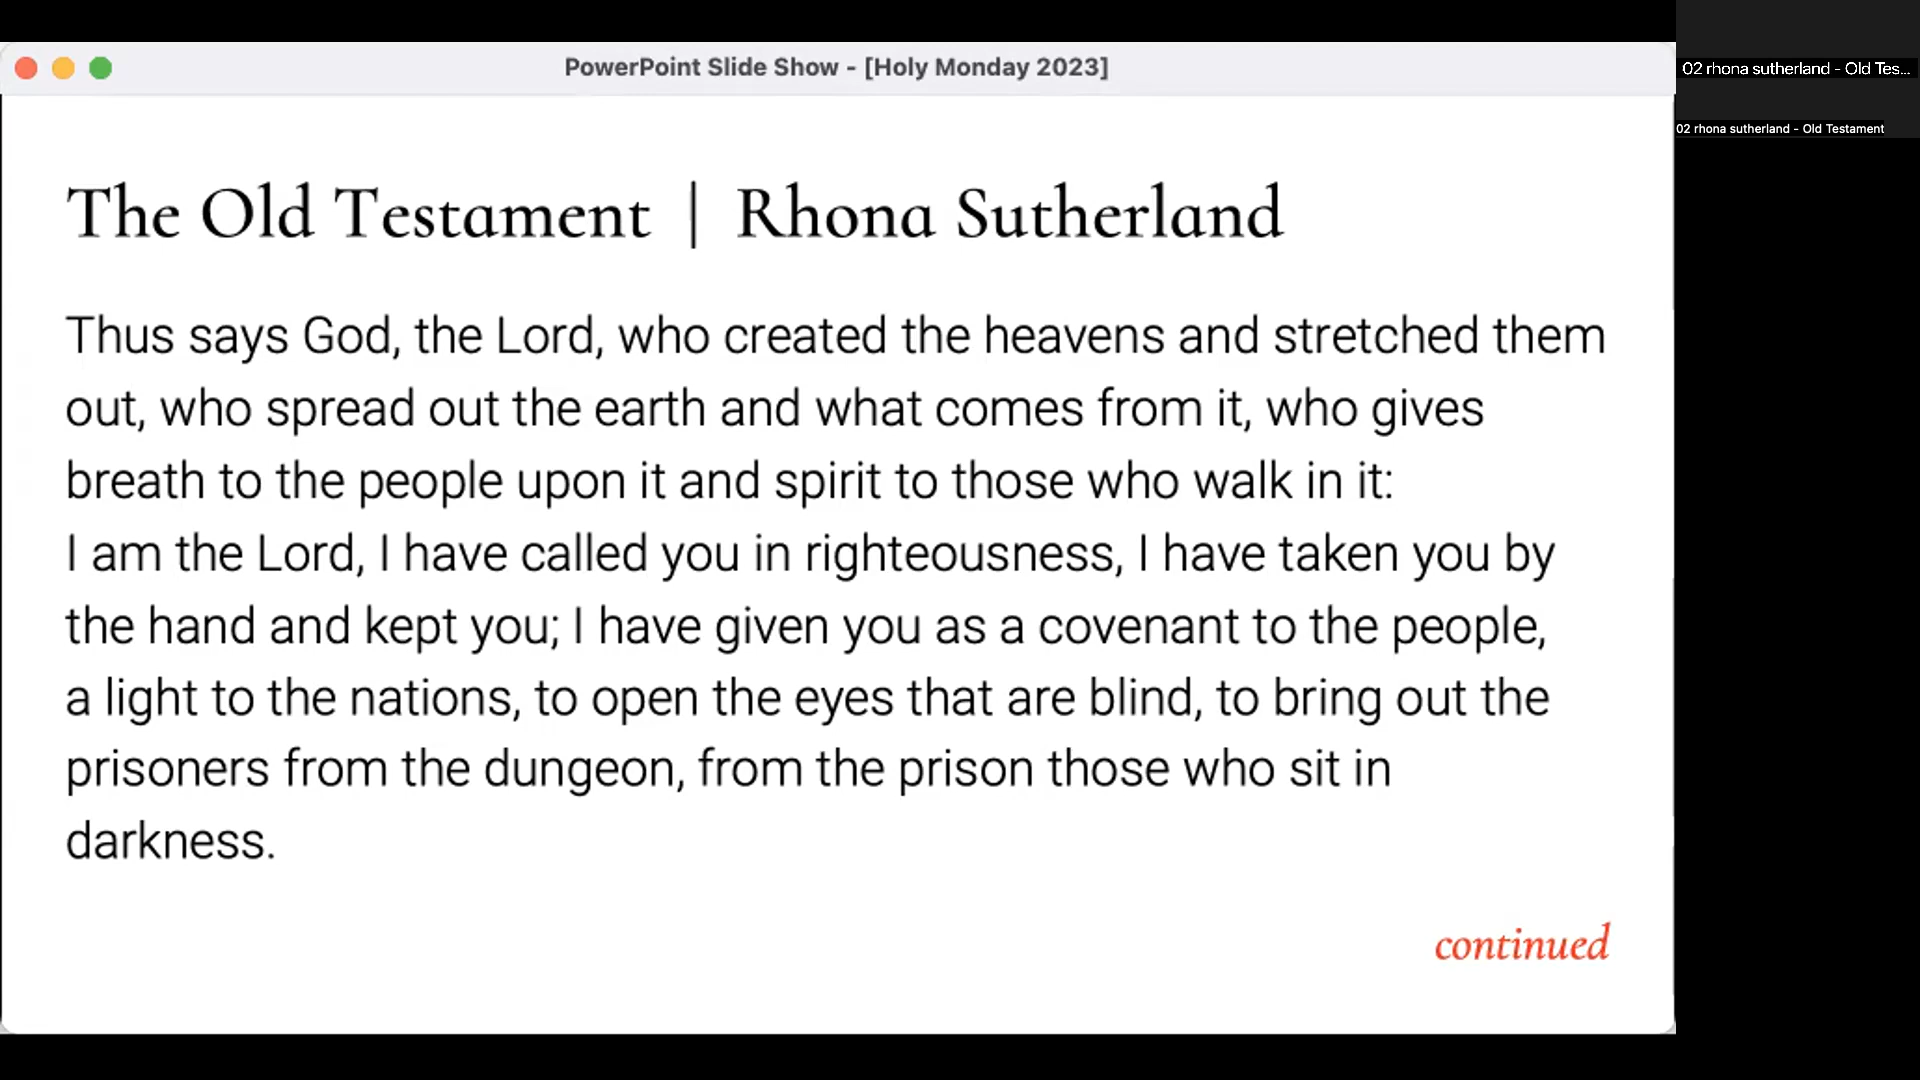 PowerPoint Slide Show - [Holy Monday 2023]
02 rhona sutherland - Old Tes...
02 rhona sutherland - Old Testament
The Old Testament | Rhona Sutherland
Thus says God, the Lord, who created the heavens and stretched them
out, who spread out the earth and what comes from it, who gives
breath to the people upon it and spirit to those who walk in it:
I am the Lord, I have called you in righteousness, I have taken you by
the hand and kept you; I have given you as a covenant to the people,
a light to the nations, to open the eyes that are blind, to bring out the
prisoners from the dungeon, from the prison those who sit in
darkness.
continued